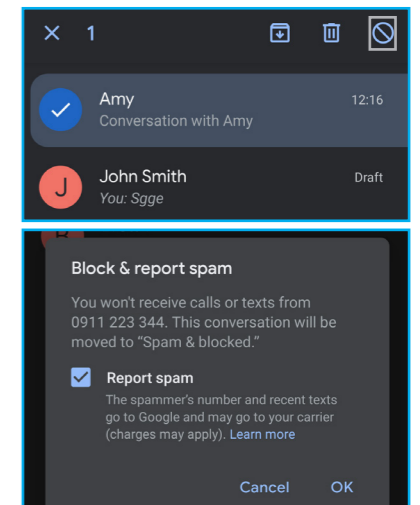 1
Amy
12:16
Conversation with Amy
J
John Smith
Draft
You: Sgge
Block & report spam
You won't receive calls or texts from
0911 223 344. This conversation will be
moved to “Spam & blocked.”
Report spam
The spammer's number and recent texts
go to Google and may go to your carrier
(charges may apply). Learn more
Cancel
OK